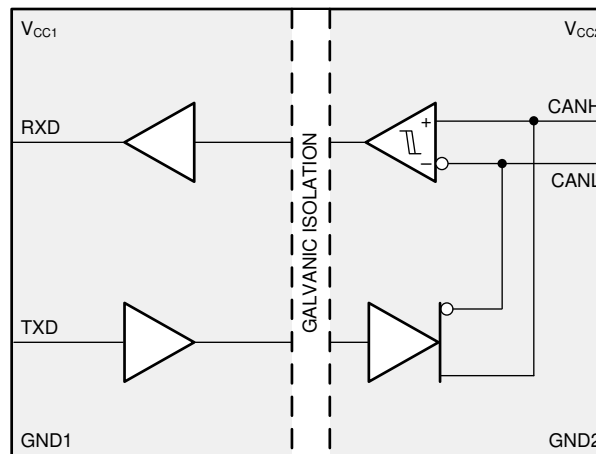 VCC1
VCC2
RXD
CANH
+
−
CANL
GALVANIC ISOLATION
TXD
GND1
GND2